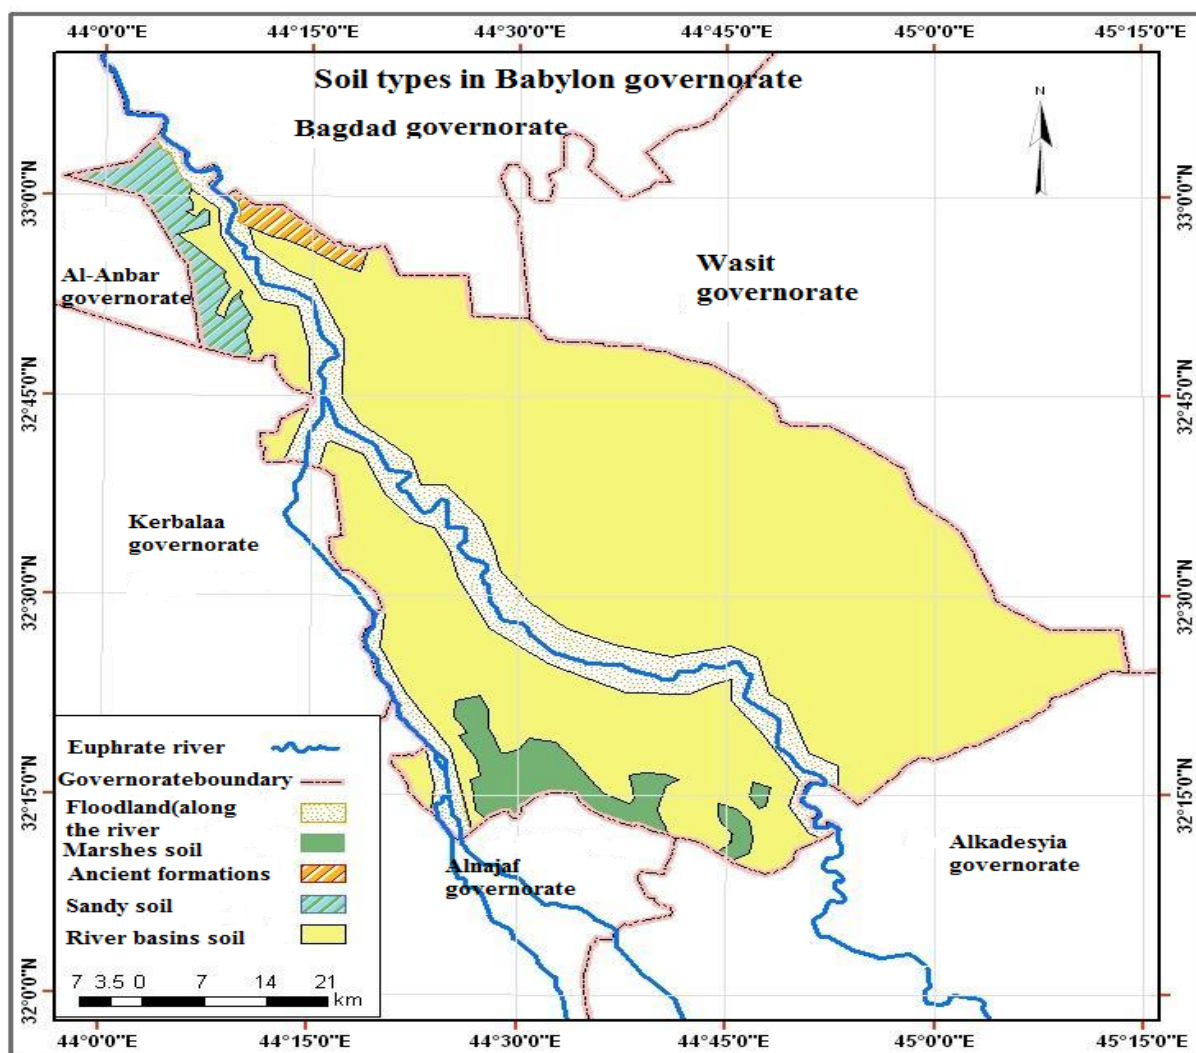 44°0'0"E 44°15'0"E 44°30'0"E 44°45'0"E 45°0'0"E 45°15'0"E
Soil types in Babylon governorate
Bagdad governorate
N
33°0'0"N
33°0'0"N
Al-Anbar
governorate
Wasit
governorate
32°45'0"N
32°45'0"N
Kerbalaa
governorate
32°30'0"N
32°30'0"N
Euphrate river
Governorateboundary
Floodland(along
the river
Marshes soil
Ancient formations
Sandy soil
River basins soil
7 3.5 0 7 14 21
km
32°15'0"N
32°15'0"N
Alnajaf
governorate
Alkadesyia
governorate
32°0'0"N
32°0'0"N
44°0'0"E 44°15'0"E 44°30'0"E 44°45'0"E 45°0'0"E 45°15'0"E